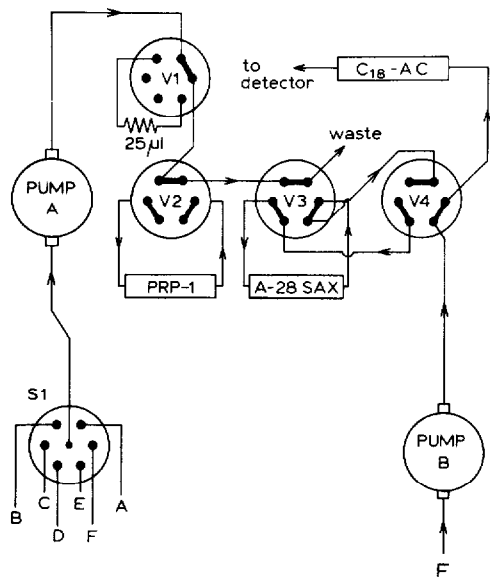 V1
to
detector
C18-AC
25µl
waste
PUMP
A
V2
V3
V4
PRP-1
A-28 SAX
S1
PUMP
B
B
C
D
E
F
A
F